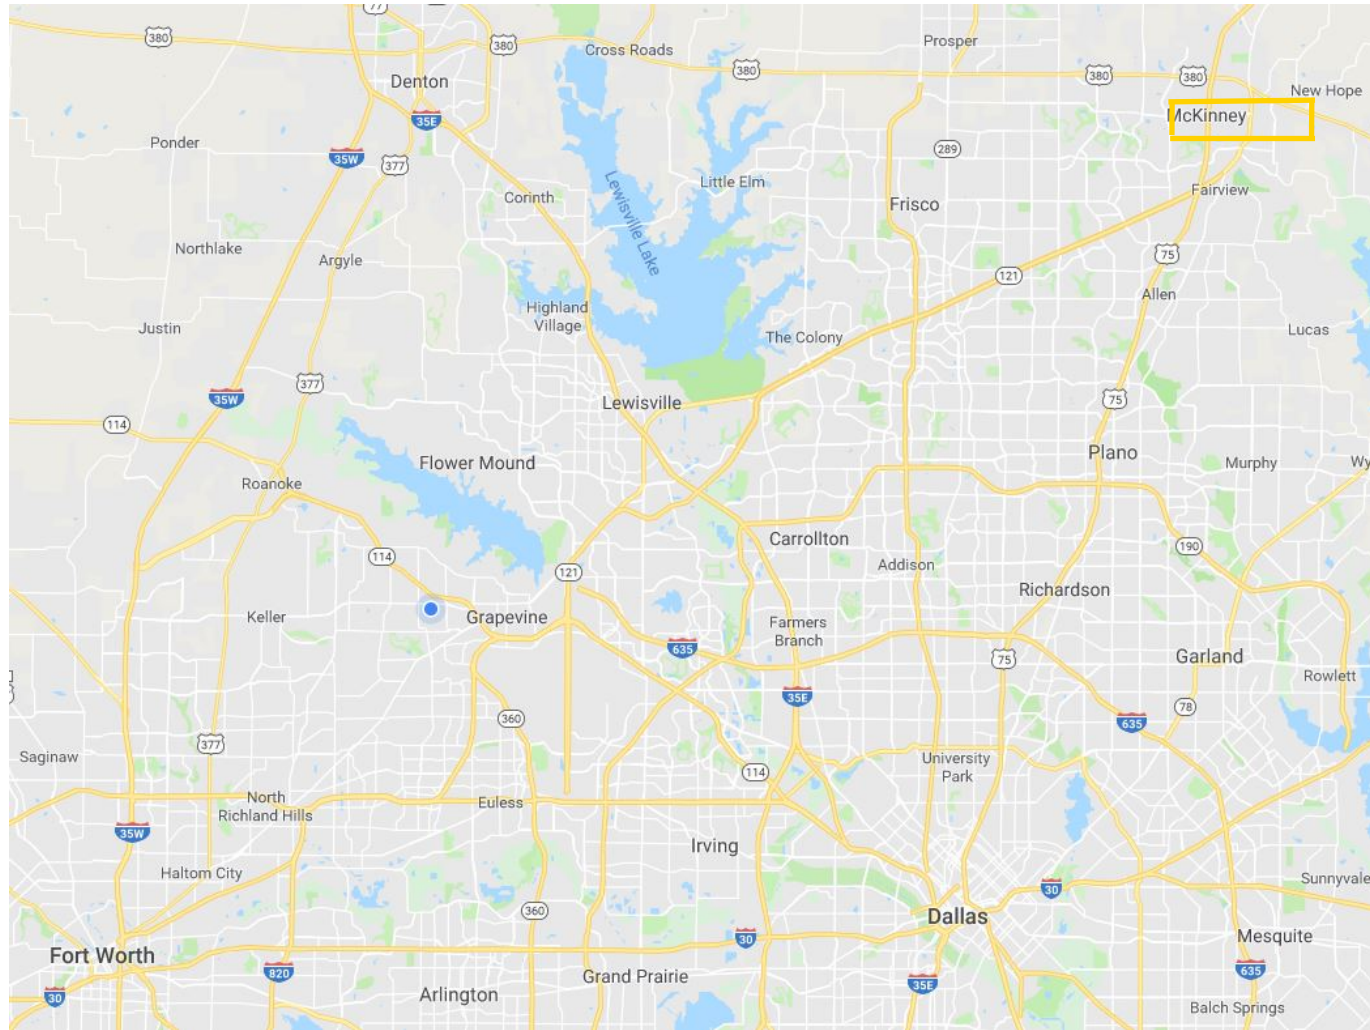 77
380
380
Cross Roads
Prosper
380
380
380
Denton
New Hope
35E
McKinney
Ponder
35W
377
289
Little Elm
Fairview
Corinth
Frisco
Lewisville Lake
Northlake
Argyle
75
121
Allen
Highland
Village
Justin
The Colony
Lucas
377
35W
Lewisville
75
114
Flower Mound
Plano
Murphy
Wy
Roanoke
Carrollton
190
114
Addison
121
Richardson
Keller
Grapevine
Farmers
Branch
635
75
Garland
Rowlett
35E
78
360
635
377
Saginaw
University
Park
114
North
Richland Hills
Euless
35W
Irving
Haltom City
30
Sunnyvale
360
Dallas
30
Mesquite
Fort Worth
820
Grand Prairie
635
35E
30
Arlington
Balch Springs